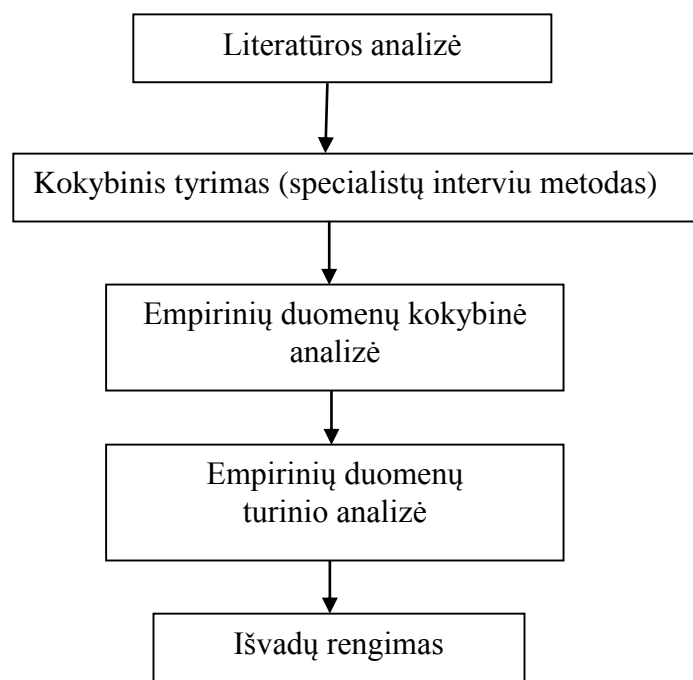 Literatūros analizė
Kokybinis tyrimas (specialistų interviu metodas)
Empirinių duomenų kokybinė
analizė
Empirinių duomenų
turinio analizė
Išvadų rengimas